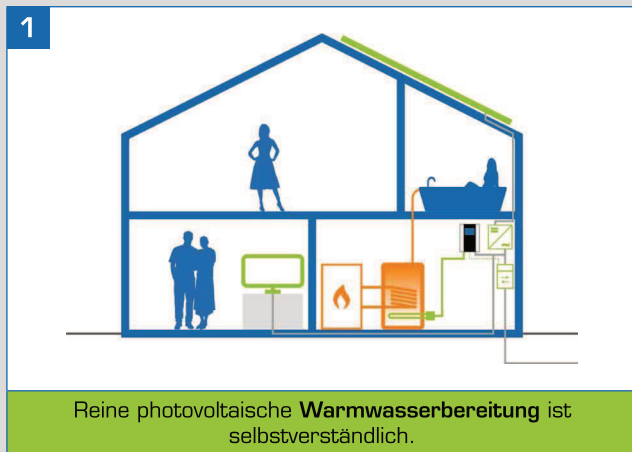 1
Reine photovoltaische Warmwasserbereitung ist
selbstverständlich.